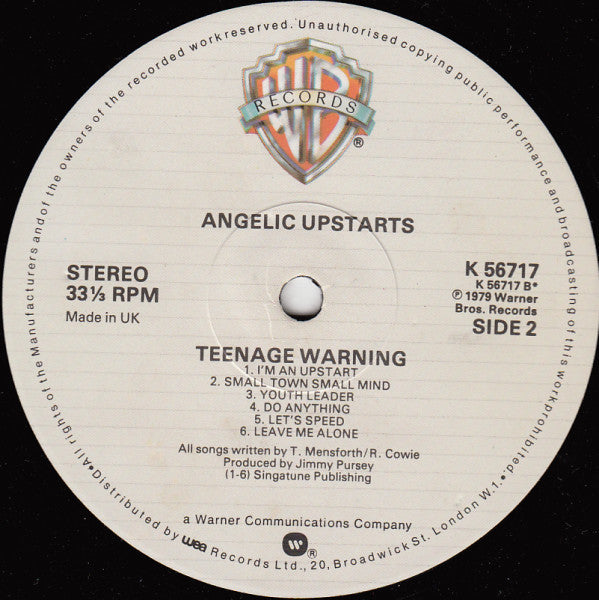 All rights of the Manufacturers and of the owners of the recorded work reserved. Unauthorised copying public performance and broadcasting of this work prohibited.
WB
RECORDS
®
ANGELIC UPSTARTS
STEREO
33⅓ RPM
Made in UK
K 56717
K 56717 B*
℗ 1979 Warner
Bros. Records
SIDE 2
TEENAGE WARNING
1. I'M AN UPSTART
2. SMALL TOWN SMALL MIND
3. YOUTH LEADER
4. DO ANYTHING
5. LET'S SPEED
6. LEAVE ME ALONE
All songs written by T. Mensforth/R. Cowie
Produced by Jimmy Pursey
(1-6) Singatune Publishing
a Warner Communications Company
®
•Distributed by wea Records Ltd., 20, Broadwick St. London W.1.•